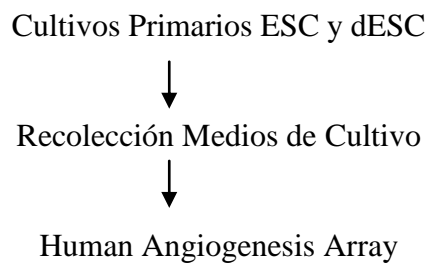 Cultivos Primarios ESC y dESC
Recolección Medios de Cultivo
Human Angiogenesis Array